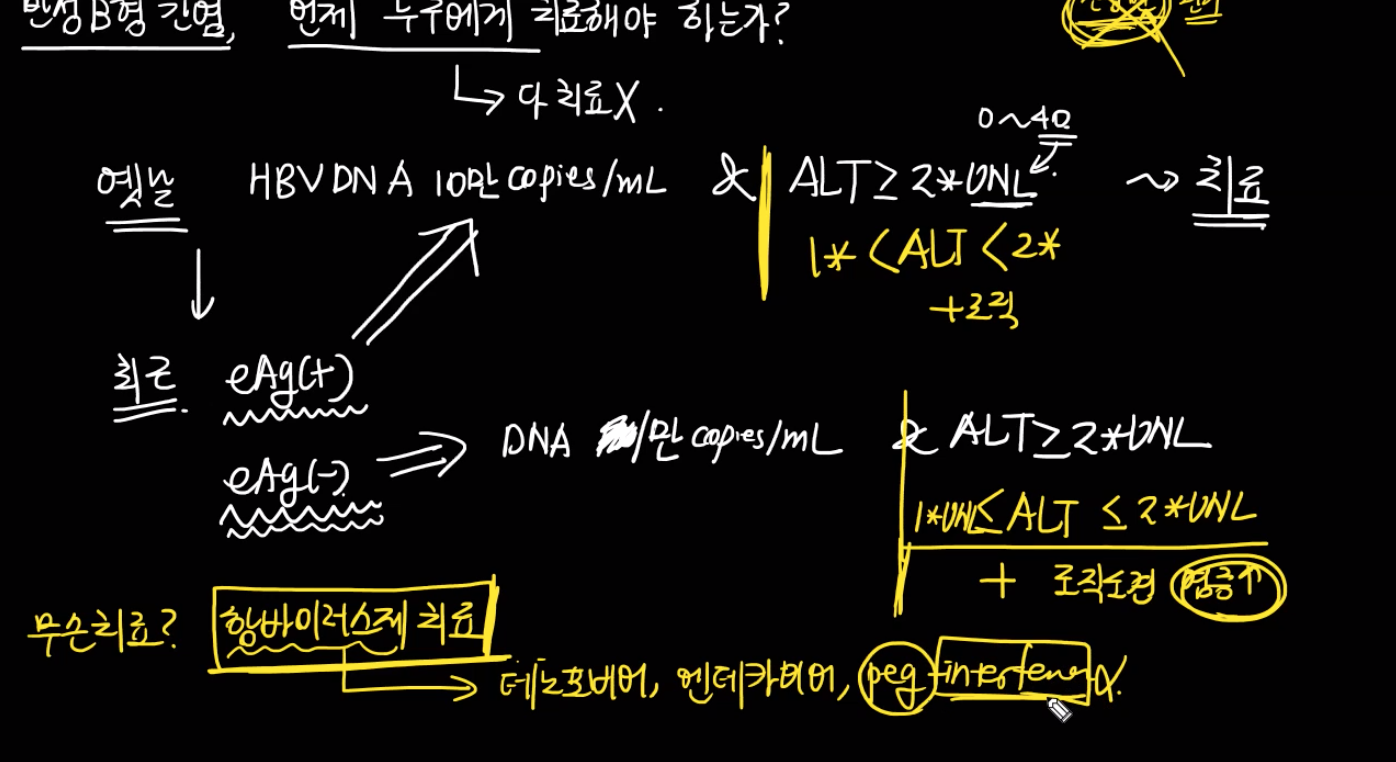 만성B형 간염, 언제 누구에게 치료해야 하는가?
↳ 다 치료X.
0~40
옛날 HBV DNA 10만 copies/mL & ALT≥2*UNL ~> 치료
1* <ALT <2*
+조직
최근. eAg(+)
eAg(-) ⇒ DNA 1만 copies/mL & ALT≥2*UNL
1*UNL≤ALT ≤2*UNL
+ 조직소견 염증↑
무슨치료? 항바이러스제 치료
→ 테노포비어, 엔테카비어, peg interferon α.